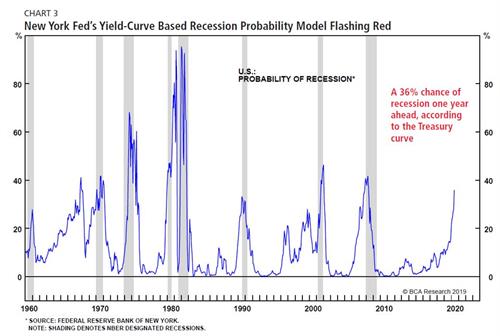 CHART 3
New York Fed's Yield-Curve Based Recession Probability Model Flashing Red
% %
U.S.:
PROBABILITY OF RECESSION*
A 36% chance of
recession one year
ahead, according
to the Treasury
curve
80 80
60 60
40 40
20 20
0 0
© BCA Research 2019
1960 1970 1980 1990 2000 2010 2020
* SOURCE: FEDERAL RESERVE BANK OF NEW YORK.
NOTE: SHADING DENOTES NBER DESIGNATED RECESSIONS.